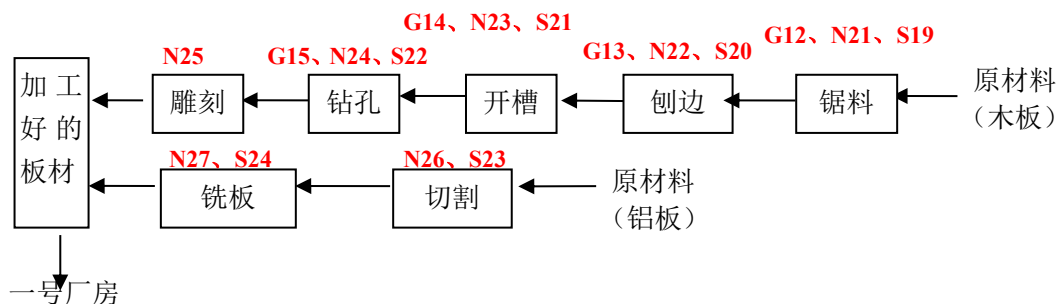 G14、N23、S21
G12、N21、S19
N25
G15、N24、S22
G13、N22、S20
加工
好的
板材
雕刻
钻孔
开槽
刨边
锯料
原材料
（木板）
N27、S24
N26、S23
铣板
切割
原材料
（铝板）
一号厂房